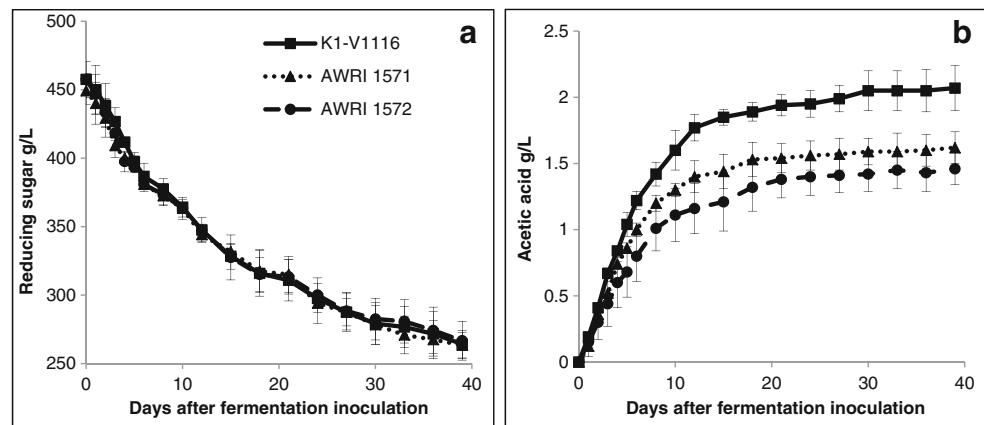 a
K1-V1116
AWRI 1571
AWRI 1572
Reducing sugar g/L
500
450
400
350
300
250
0
10
20
30
40
Days after fermentation inoculation
b
Acetic acid g/L
2.5
2
1.5
1
0.5
0
0
10
20
30
40
Days after fermentation inoculation